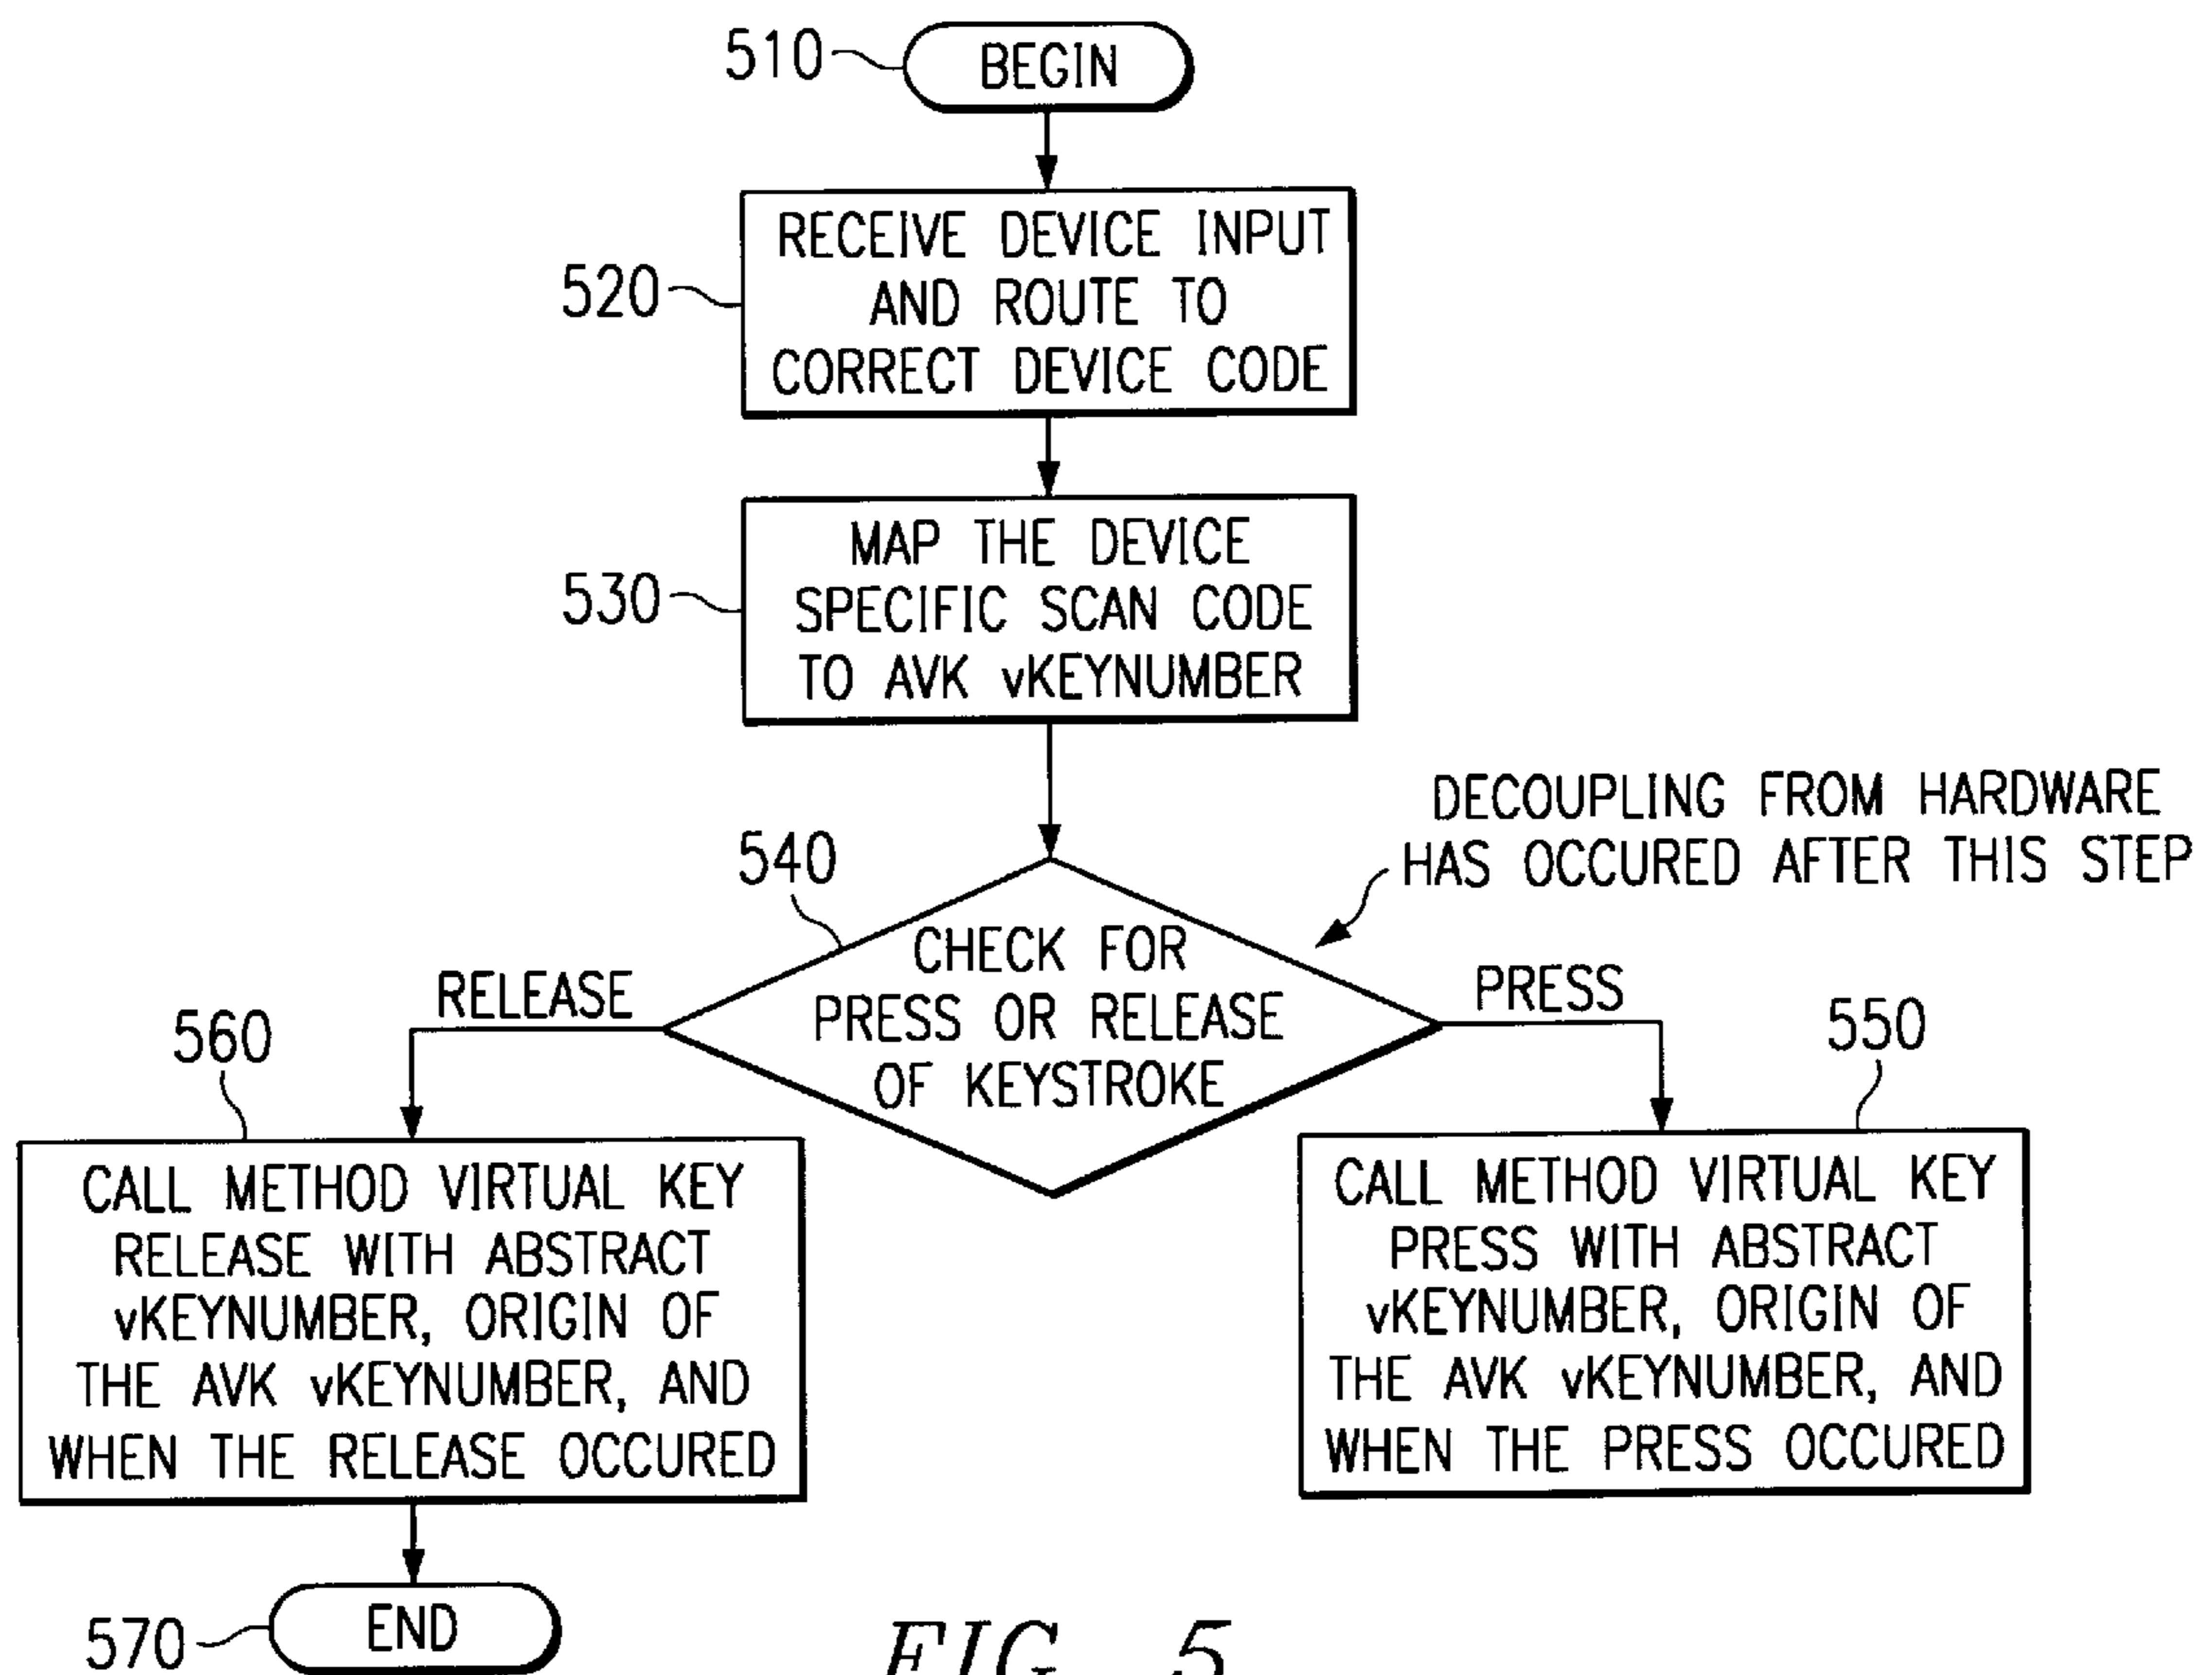 510
BEGIN
RECEIVE DEVICE INPUT
AND ROUTE TO
CORRECT DEVICE CODE
520
MAP THE DEVICE
SPECIFIC SCAN CODE
TO AVK vKEYNUMBER
530
DECOUPLING FROM HARDWARE
HAS OCCURED AFTER THIS STEP
540
CHECK FOR
PRESS OR RELEASE
OF KEYSTROKE
RELEASE
PRESS
560
CALL METHOD VIRTUAL KEY
RELEASE WITH ABSTRACT
vKEYNUMBER, ORIGIN OF
THE AVK vKEYNUMBER, AND
WHEN THE RELEASE OCCURED
550
CALL METHOD VIRTUAL KEY
PRESS WITH ABSTRACT
vKEYNUMBER, ORIGIN OF
THE AVK vKEYNUMBER, AND
WHEN THE PRESS OCCURED
570
END
FIG. 5